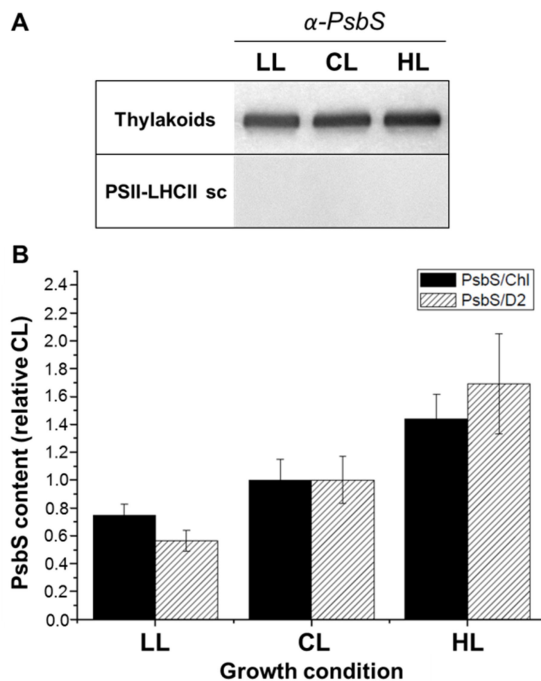 A
α-PsbS
LL CL HL
Thylakoids
PSII-LHCII sc
B
PsbS content (relative CL)
2.4
2.2
2.0
1.8
1.6
1.4
1.2
1.0
0.8
0.6
0.4
0.2
0.0
PsbS/Chl
PsbS/D2
LL CL HL
Growth condition